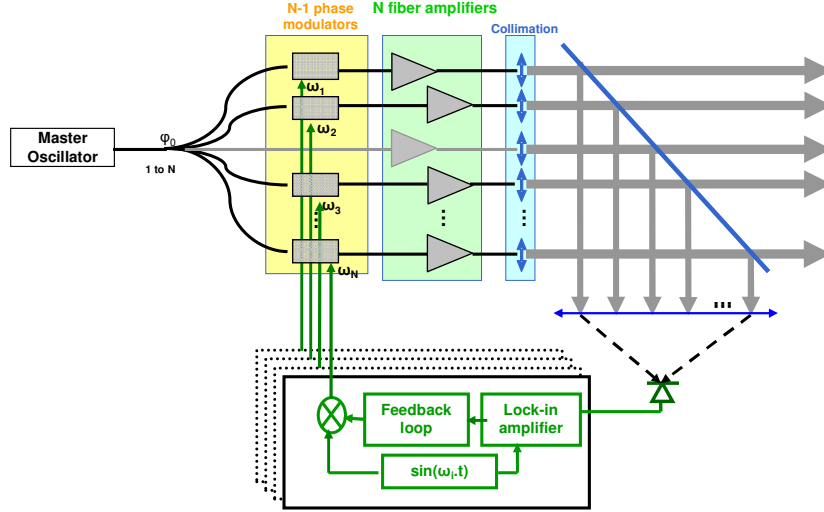 N-1 phase
modulators
N fiber amplifiers
Collimation
ω1
Master
Oscillator
φ0
ω2
1 to N
ω3
...
...
...
ωN
...
Feedback
loop
Lock-in
amplifier
sin(ωi.t)